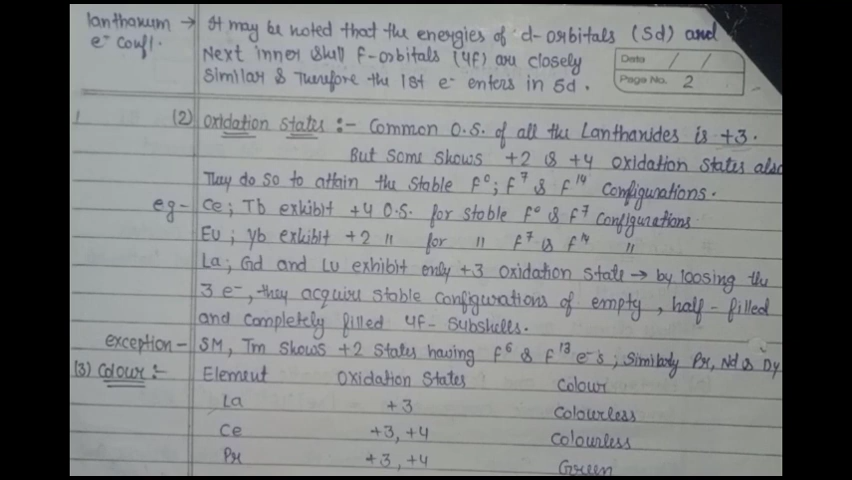 lanthanum → It may be noted that the energies of d-orbitals (5d) and
e⁻ confi. Next inner shell f-orbitals (4f) are closely
Similar & Therefore the 1st e⁻ enters in 5d.
Date / /
Page No. 2
(2) Oxidation States :- Common O.S. of all the Lanthanides is +3.
But Some Shows +2 & +4 Oxidation States also
They do so to attain the Stable f⁰; f⁷ & f¹⁴ Configurations.
eg- Ce; Tb exhibit +4 O.S. for stable f⁰ & f⁷ Configurations
Eu; Yb exhibit +2 " for " f⁷ & f¹⁴ "
La; Gd and Lu exhibit only +3 Oxidation State → by loosing the
3 e⁻, they acquire Stable Configurations of empty, half-filled
and completely filled 4f- Subshells.
exception- SM, Tm Shows +2 States having f⁶ & f¹³ e⁻s; Similarly Pr, Nd & Dy
(3) Colour:- Element Oxidation States Colour
La +3 Colourless
Ce +3, +4 Colourless
Pr +3, +4 Green